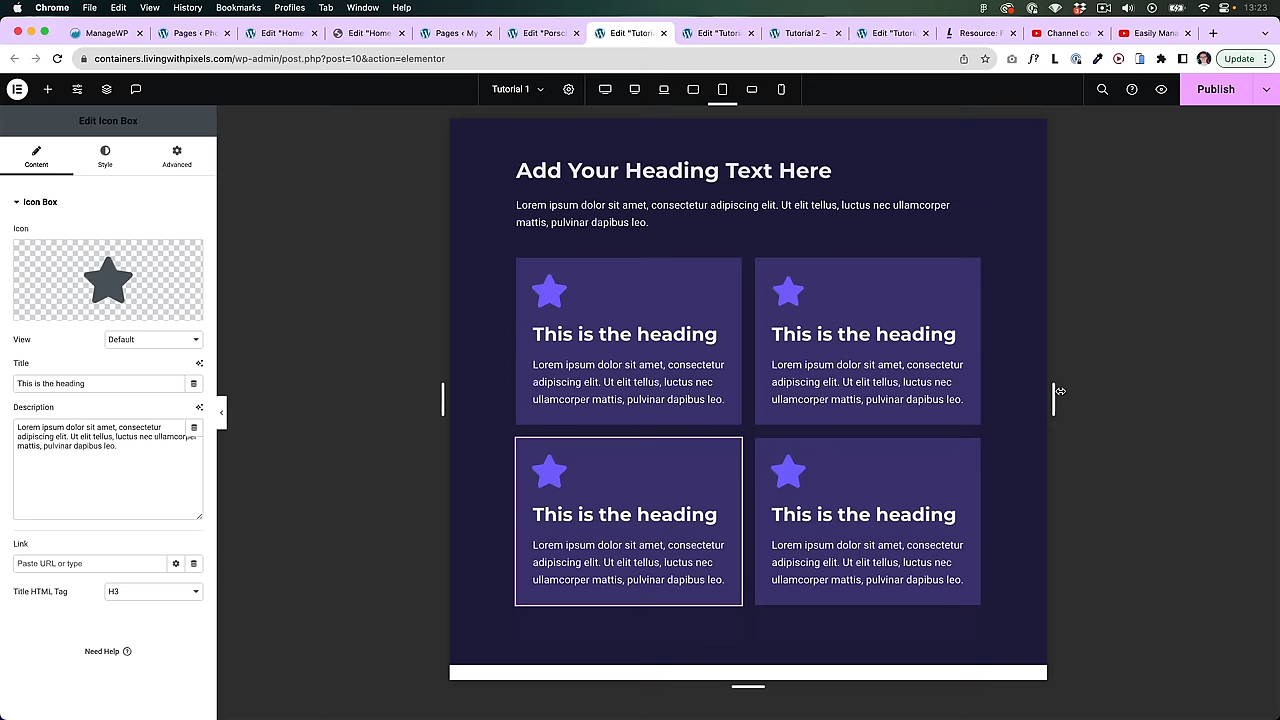 Chrome File Edit View History Bookmarks Profiles Tab Window Help 13:23
ManageWP Pages ‹ Pho Edit "Home Edit "Home Pages ‹ My Edit "Porsch Edit "Tutori Edit "Tutori Tutorial 2 – Edit "Tutori Resource: F Channel co Easily Mana
containers.livingwithpixels.com/wp-admin/post.php?post=10&action=elementor Update
Tutorial 1 Publish
Edit Icon Box
Content Style Advanced
Icon Box
Icon
View Default
Title
This is the heading
Description
Lorem ipsum dolor sit amet, consectetur
adipiscing elit. Ut elit tellus, luctus nec ullamcorper
mattis, pulvinar dapibus leo.
Link
Paste URL or type
Title HTML Tag H3
Need Help
Add Your Heading Text Here
Lorem ipsum dolor sit amet, consectetur adipiscing elit. Ut elit tellus, luctus nec ullamcorper
mattis, pulvinar dapibus leo.
This is the heading
Lorem ipsum dolor sit amet, consectetur
adipiscing elit. Ut elit tellus, luctus nec
ullamcorper mattis, pulvinar dapibus leo.
This is the heading
Lorem ipsum dolor sit amet, consectetur
adipiscing elit. Ut elit tellus, luctus nec
ullamcorper mattis, pulvinar dapibus leo.
This is the heading
Lorem ipsum dolor sit amet, consectetur
adipiscing elit. Ut elit tellus, luctus nec
ullamcorper mattis, pulvinar dapibus leo.
This is the heading
Lorem ipsum dolor sit amet, consectetur
adipiscing elit. Ut elit tellus, luctus nec
ullamcorper mattis, pulvinar dapibus leo.